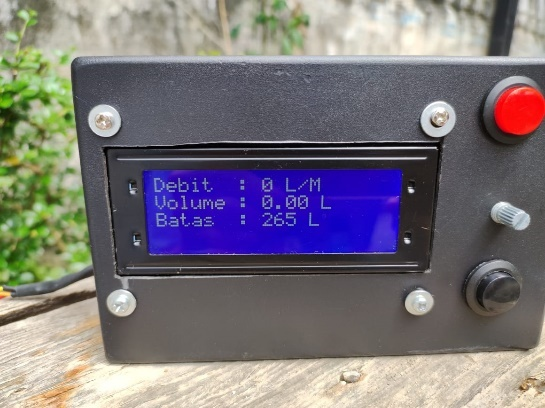 Debit : 0 L/M
Volume : 0.00 L
Batas : 265 L